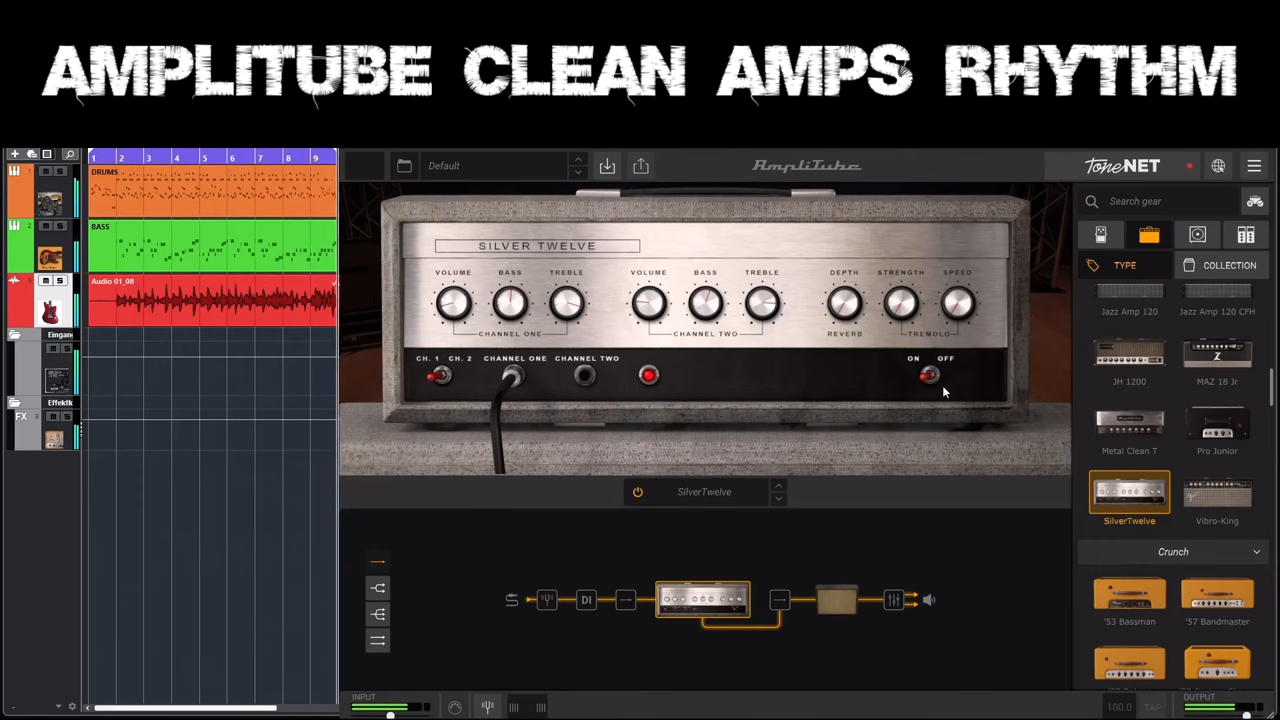 AMPLITUBE CLEAN AMPS RHYTHM
1 2 3 4 5 6 7 8 9
Default
AmpliTube
ToneNET
1 M S
DRUMS
Search gear
SILVER TWELVE
2 M S
BASS
TYPE
COLLECTION
VOLUME BASS TREBLE VOLUME BASS TREBLE DEPTH STRENGTH SPEED
M S
Audio 01_08
Jazz Amp 120
Jazz Amp 120 CFH
CHANNEL ONE CHANNEL TWO REVERB TREMOLO
Eingan
M S
CH. 1 CH. 2 CHANNEL ONE CHANNEL TWO ON OFF
JH 1200
MAZ 18 Jr
Effektk
FX M S
Metal Clean T
Pro Junior
SilverTwelve
SilverTwelve
Vibro-King
Crunch
DI
'53 Bassman
'57 Bandmaster
INPUT
100.0 TAP
OUTPUT